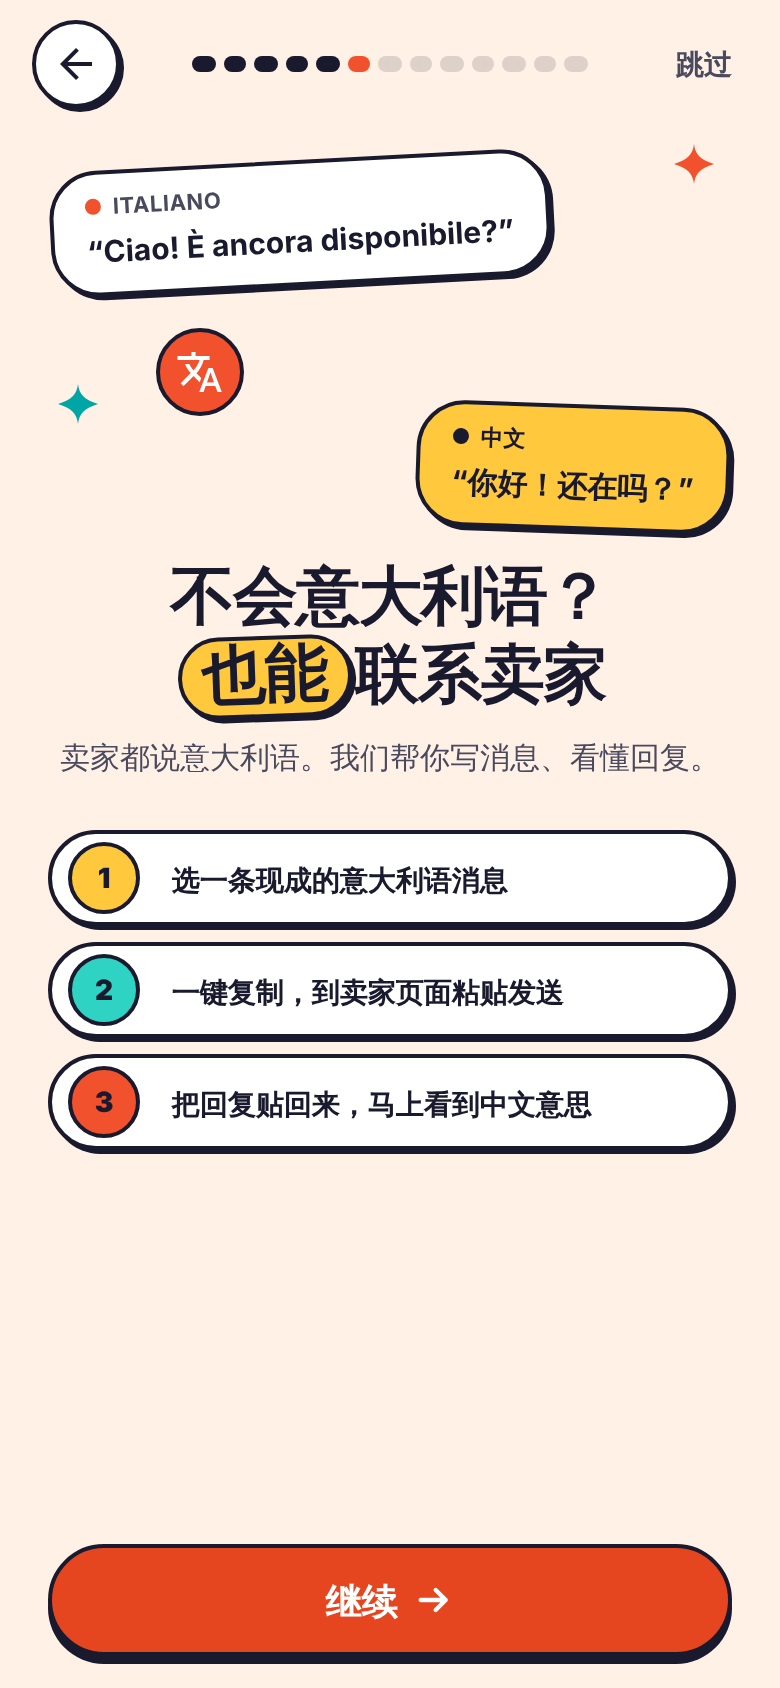 跳过
ITALIANO
“Ciao! È ancora disponibile?”
文A
中文
“你好！还在吗？”
不会意大利语？
也能联系卖家
卖家都说意大利语。我们帮你写消息、看懂回复。
1 选一条现成的意大利语消息
2 一键复制，到卖家页面粘贴发送
3 把回复贴回来，马上看到中文意思
继续